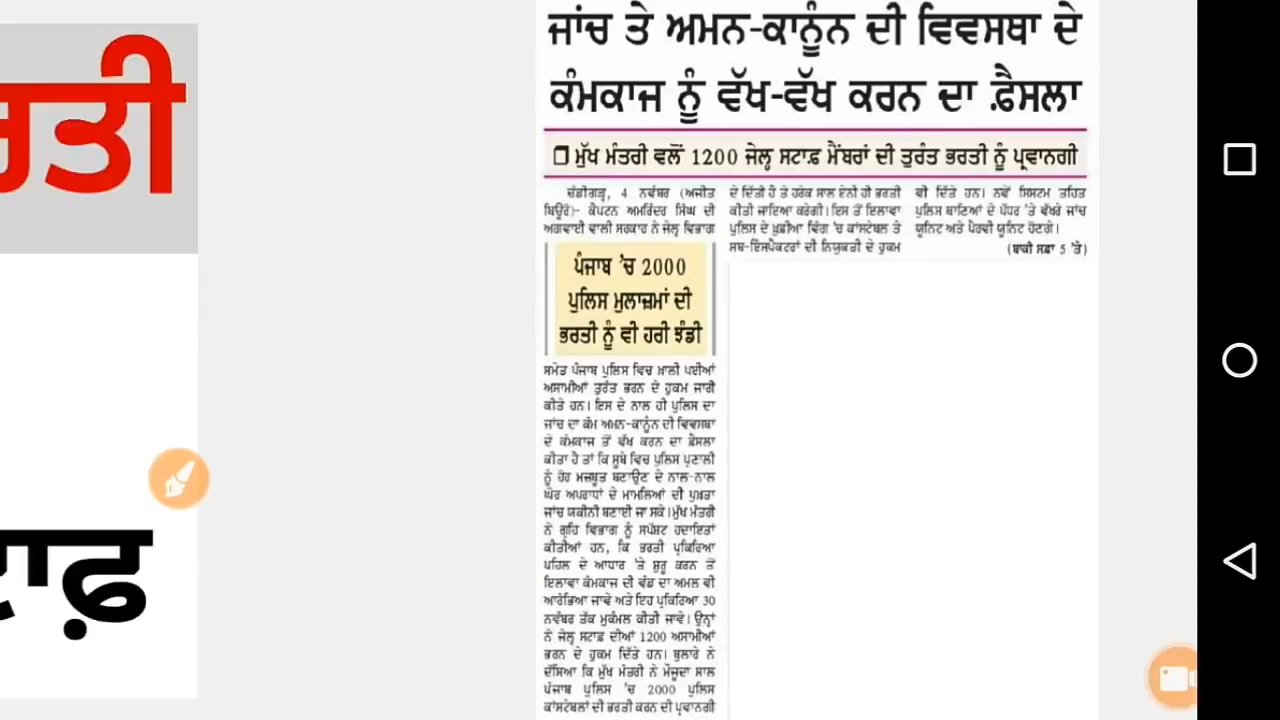 ਰਤੀ
ਟਾਫ਼
ਜਾਂਚ ਤੇ ਅਮਨ-ਕਾਨੂੰਨ ਦੀ ਵਿਵਸਥਾ ਦੇ
ਕੰਮਕਾਜ ਨੂੰ ਵੱਖ-ਵੱਖ ਕਰਨ ਦਾ ਫ਼ੈਸਲਾ
❒ ਮੁੱਖ ਮੰਤਰੀ ਵਲੋਂ 1200 ਜੇਲ੍ਹ ਸਟਾਫ਼ ਮੈਂਬਰਾਂ ਦੀ ਤੁਰੰਤ ਭਰਤੀ ਨੂੰ ਪ੍ਰਵਾਨਗੀ
ਚੰਡੀਗੜ੍ਹ, 4 ਨਵੰਬਰ (ਅਜੀਤ
ਬਿਊਰੋ)- ਕੈਪਟਨ ਅਮਰਿੰਦਰ ਸਿੰਘ ਦੀ
ਅਗਵਾਈ ਵਾਲੀ ਸਰਕਾਰ ਨੇ ਜੇਲ੍ਹ ਵਿਭਾਗ
ਪੰਜਾਬ 'ਚ 2000
ਪੁਲਿਸ ਮੁਲਾਜ਼ਮਾਂ ਦੀ
ਭਰਤੀ ਨੂੰ ਵੀ ਹਰੀ ਝੰਡੀ
ਸਮੇਤ ਪੰਜਾਬ ਪੁਲਿਸ ਵਿਚ ਖ਼ਾਲੀ ਪਈਆਂ
ਅਸਾਮੀਆਂ ਤੁਰੰਤ ਭਰਨ ਦੇ ਹੁਕਮ ਜਾਰੀ
ਕੀਤੇ ਹਨ। ਇਸ ਦੇ ਨਾਲ ਹੀ ਪੁਲਿਸ ਦਾ
ਜਾਂਚ ਦਾ ਕੰਮ ਅਮਨ-ਕਾਨੂੰਨ ਦੀ ਵਿਵਸਥਾ
ਦੇ ਕੰਮਕਾਜ ਤੋਂ ਵੱਖ ਕਰਨ ਦਾ ਫ਼ੈਸਲਾ
ਕੀਤਾ ਹੈ ਤਾਂ ਕਿ ਸੂਬੇ ਵਿਚ ਪੁਲਿਸ ਪ੍ਰਣਾਲੀ
ਨੂੰ ਹੋਰ ਮਜ਼ਬੂਤ ਬਣਾਉਣ ਦੇ ਨਾਲ-ਨਾਲ
ਘੋਰ ਅਪਰਾਧਾਂ ਦੇ ਮਾਮਲਿਆਂ ਦੀ ਪੁਖ਼ਤਾ
ਜਾਂਚ ਯਕੀਨੀ ਬਣਾਈ ਜਾ ਸਕੇ। ਮੁੱਖ ਮੰਤਰੀ
ਨੇ ਗ੍ਰਹਿ ਵਿਭਾਗ ਨੂੰ ਸਪੱਸ਼ਟ ਹਦਾਇਤਾਂ
ਕੀਤੀਆਂ ਹਨ, ਕਿ ਭਰਤੀ ਪ੍ਰਕਿਰਿਆ
ਪਹਿਲ ਦੇ ਆਧਾਰ 'ਤੇ ਸ਼ੁਰੂ ਕਰਨ ਤੋਂ
ਇਲਾਵਾ ਕੰਮਕਾਜ ਦੀ ਵੰਡ ਦਾ ਅਮਲ ਵੀ
ਆਰੰਭਿਆ ਜਾਵੇ ਅਤੇ ਇਹ ਪ੍ਰਕਿਰਿਆ 30
ਨਵੰਬਰ ਤੱਕ ਮੁਕੰਮਲ ਕੀਤੀ ਜਾਵੇ। ਉਨ੍ਹਾਂ
ਨੇ ਜੇਲ੍ਹ ਸਟਾਫ਼ ਦੀਆਂ 1200 ਅਸਾਮੀਆਂ
ਭਰਨ ਦੇ ਹੁਕਮ ਦਿੱਤੇ ਹਨ। ਬੁਲਾਰੇ ਨੇ
ਦੱਸਿਆ ਕਿ ਮੁੱਖ ਮੰਤਰੀ ਨੇ ਮੌਜੂਦਾ ਸਾਲ
ਪੰਜਾਬ ਪੁਲਿਸ 'ਚ 2000 ਪੁਲਿਸ
ਕਾਂਸਟੇਬਲਾਂ ਦੀ ਭਰਤੀ ਕਰਨ ਦੀ ਪ੍ਰਵਾਨਗੀ
ਦੇ ਦਿੱਤੀ ਹੈ ਤੇ ਹਰੇਕ ਸਾਲ ਏਨੀ ਹੀ ਭਰਤੀ
ਕੀਤੀ ਜਾਇਆ ਕਰੇਗੀ। ਇਸ ਤੋਂ ਇਲਾਵਾ
ਪੁਲਿਸ ਦੇ ਖ਼ੁਫ਼ੀਆ ਵਿੰਗ 'ਚ ਕਾਂਸਟੇਬਲ ਤੇ
ਸਬ-ਇੰਸਪੈਕਟਰਾਂ ਦੀ ਨਿਯੁਕਤੀ ਦੇ ਹੁਕਮ
ਵੀ ਦਿੱਤੇ ਹਨ। ਨਵੇਂ ਸਿਸਟਮ ਤਹਿਤ
ਪੁਲਿਸ ਥਾਣਿਆਂ ਦੇ ਪੱਧਰ 'ਤੇ ਵੱਖਰੇ ਜਾਂਚ
ਯੂਨਿਟ ਅਤੇ ਪੈਰਵੀ ਯੂਨਿਟ ਹੋਣਗੇ।
(ਬਾਕੀ ਸਫ਼ਾ 5 'ਤੇ)